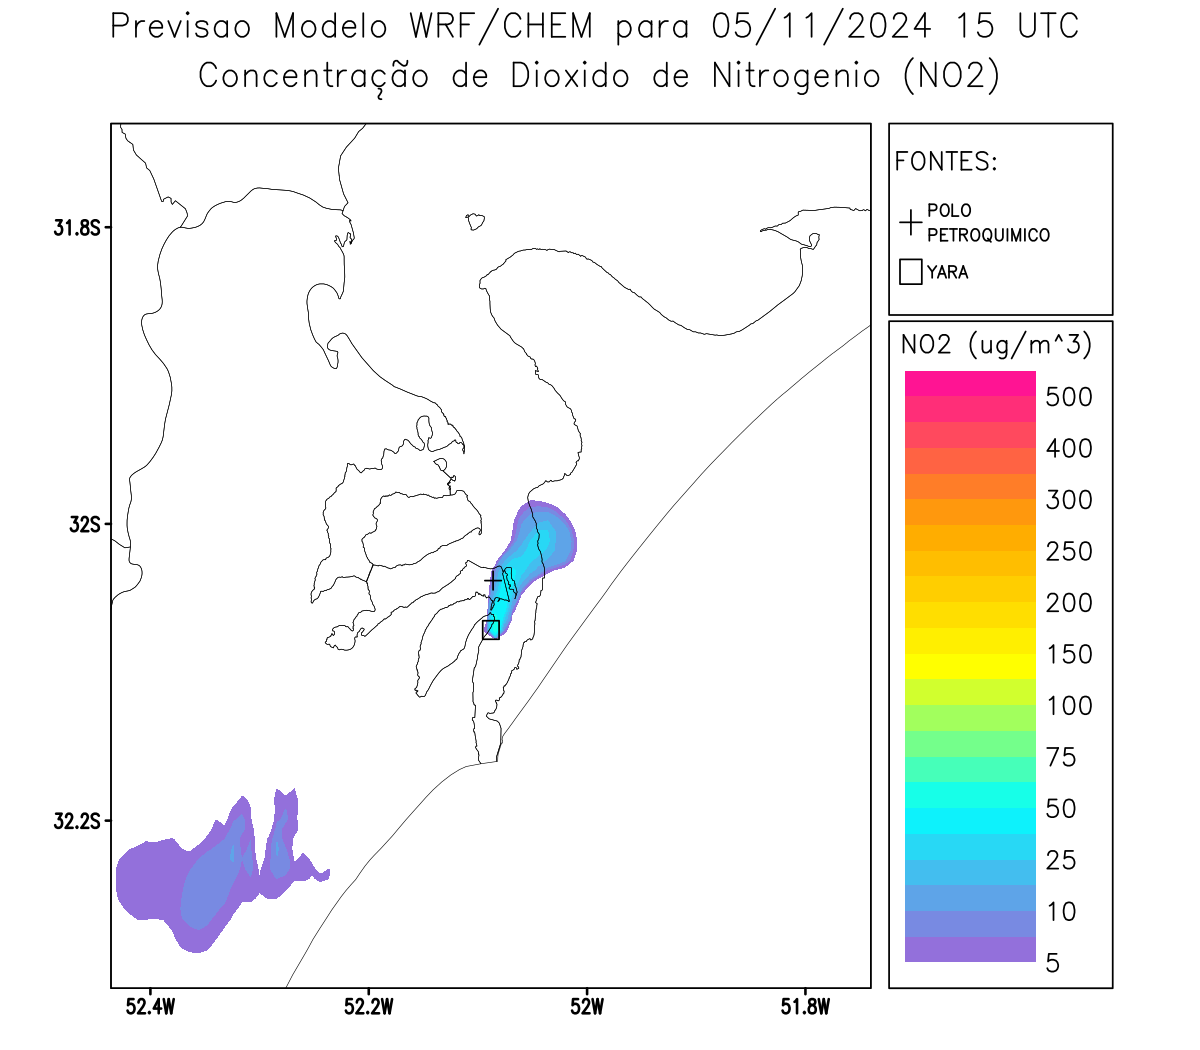 Previsao Modelo WRF/CHEM para 05/11/2024 15 UTC
Concentração de Dioxido de Nitrogenio (NO2)
FONTES:
POLO
PETROQUIMICO
YARA
NO2 (ug/m^3)
500
400
300
250
200
150
100
75
50
25
10
5
31.8S
32S
32.2S
52.4W
52.2W
52W
51.8W